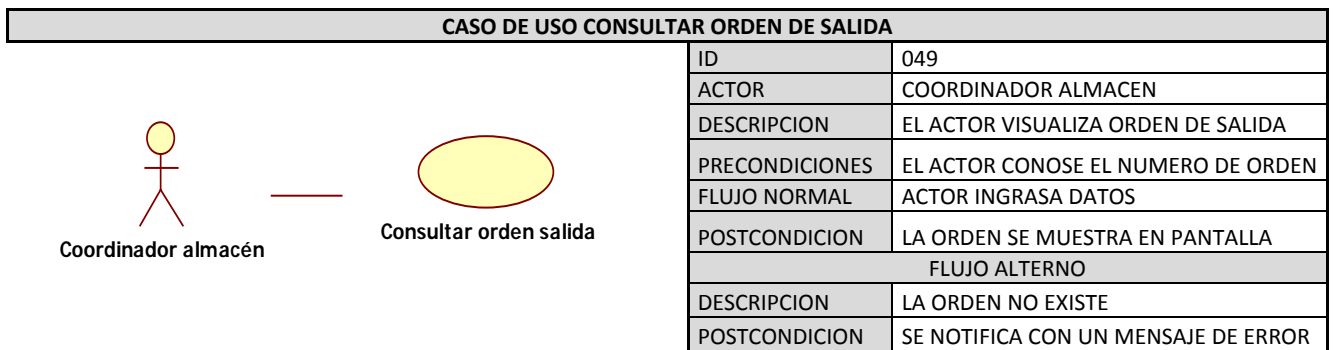 CASO DE USO CONSULTAR ORDEN DE SALIDA
ID 049
ACTOR COORDINADOR ALMACEN
DESCRIPCION EL ACTOR VISUALIZA ORDEN DE SALIDA
PRECONDICIONES EL ACTOR CONOSE EL NUMERO DE ORDEN
FLUJO NORMAL ACTOR INGRASA DATOS
POSTCONDICION LA ORDEN SE MUESTRA EN PANTALLA
FLUJO ALTERNO
DESCRIPCION LA ORDEN NO EXISTE
POSTCONDICION SE NOTIFICA CON UN MENSAJE DE ERROR
Coordinador almacén
Consultar orden salida